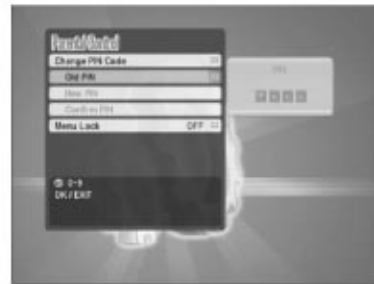 Parental Control
Change PIN Code
Old PIN
New PIN
Confirm PIN
Menu Lock OFF
0-9
OK / EXIT
PIN